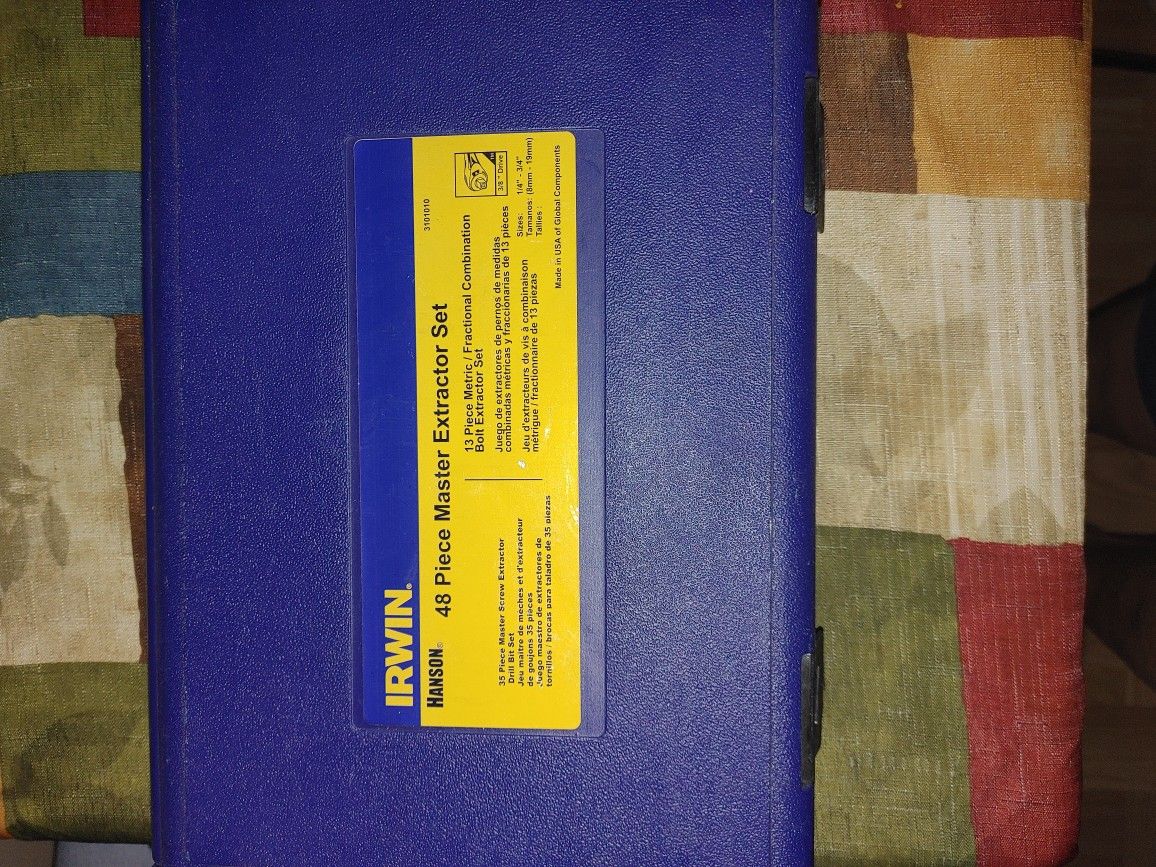 IRWIN®
HANSON® 48 Piece Master Extractor Set
3101010
35 Piece Master Screw Extractor
Drill Bit Set
Jeu maître de mèches et d'extracteur
de goujons 35 pièces
Juego maestro de extractores de
tornillos / brocas para taladro de 35 piezas
13 Piece Metric / Fractional Combination
Bolt Extractor Set
Juego de extractores de pernos de medidas
combinadas métricas y fraccionarias de 13 pièces
Jeu d'extracteurs de vis à combinaison
métrigue / fractionnaire de 13 piezas
3/8" Drive
Sizes: 1/4" - 3/4"
Tamanos: (8mm - 19mm)
Tallies :
Made in USA of Global Components